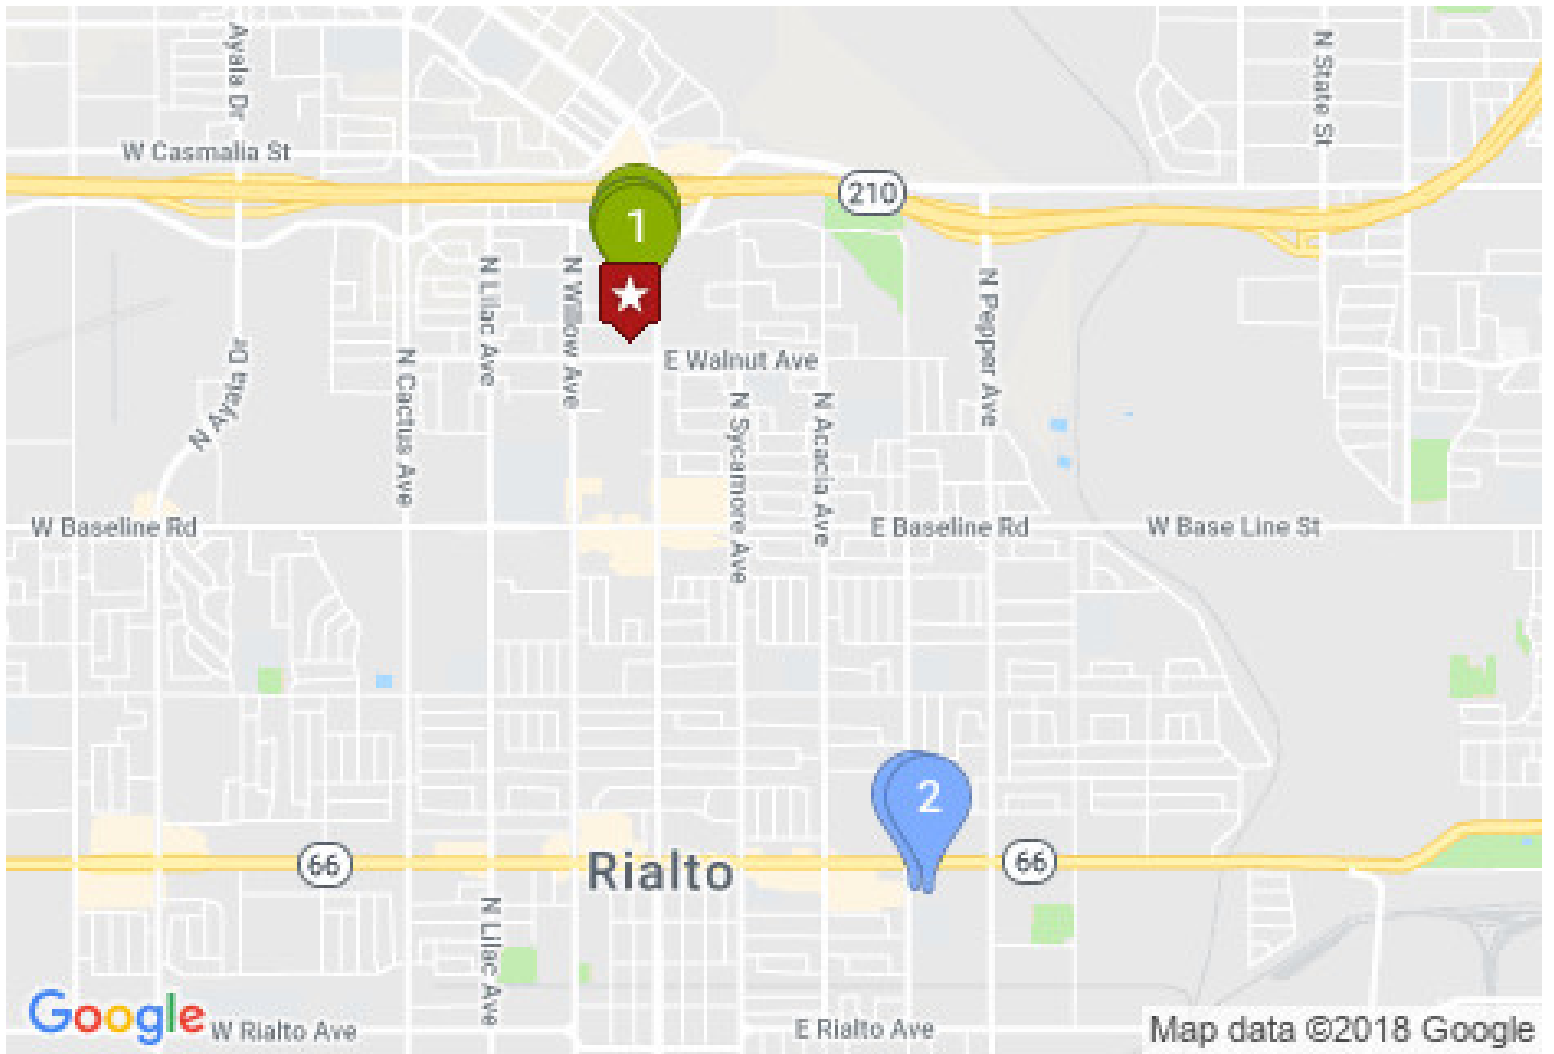 Ayala Dr
N State St
W Casmalia St
210
1
N Lilac Ave
N Willow Ave
N Pepper Ave
N Ayala Dr
N Cactus Ave
E Walnut Ave
N Sycamore Ave
N Acacia Ave
W Baseline Rd
E Baseline Rd
W Base Line St
2
66
Rialto
66
N Lilac Ave
Google
W Rialto Ave
E Rialto Ave
Map data ©2018 Google